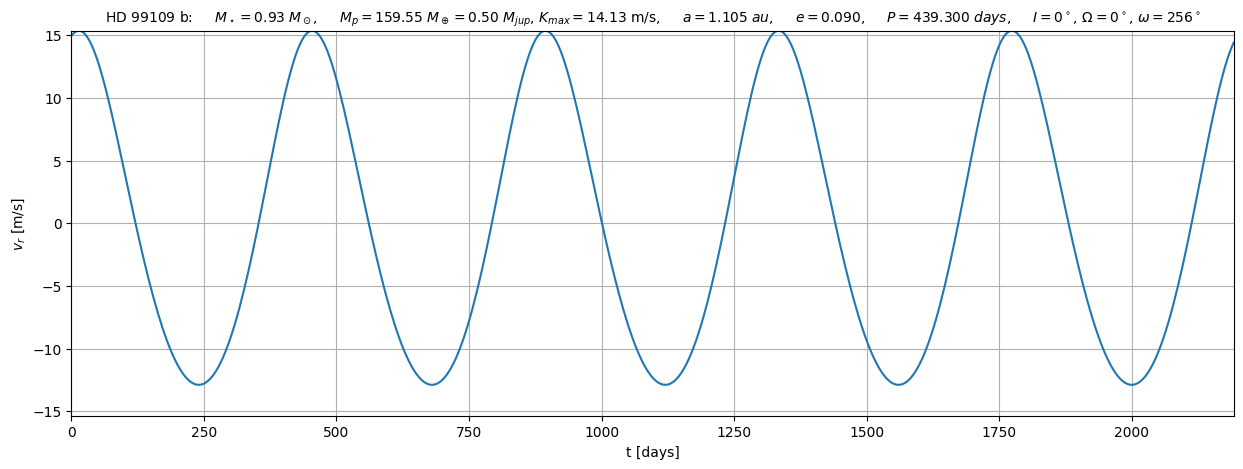 HD 99109 b: M⋆ = 0.93 M⊙, Mp = 159.55 M⊕ = 0.50 Mjup, Kmax = 14.13 m/s, a = 1.105 au, e = 0.090, P = 439.300 days, I = 0°, Ω = 0°, ω = 256°
15
10
5
0
−5
−10
−15
vr [m/s]
0 250 500 750 1000 1250 1500 1750 2000
t [days]